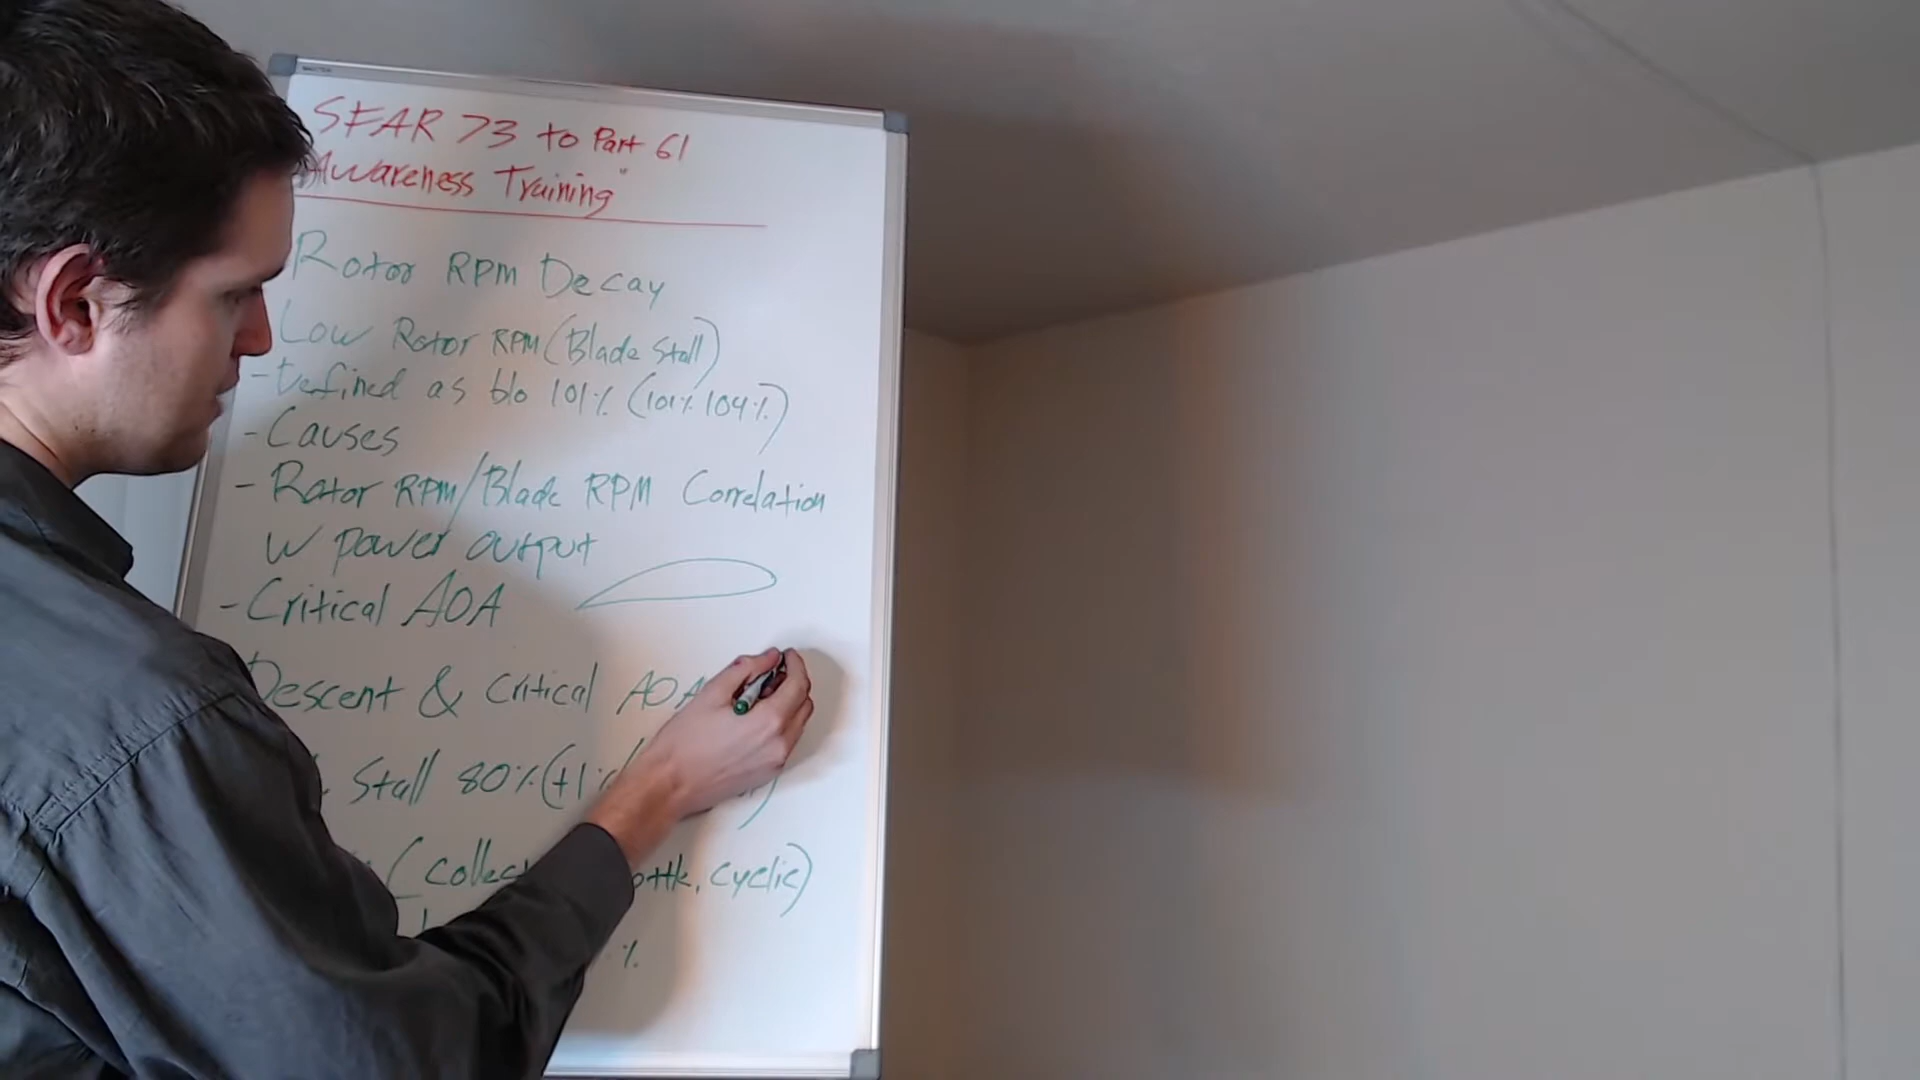 SFAR 73 to Part 61
Awareness Training"
Rotor RPM Decay
Low Rotor RPM (Blade Stall)
- Defined as b/o 101% (101% 104%)
- Causes
- Rotor RPM/Blade RPM Correlation
w power output
- Critical AOA
Descent & Critical AOA
Stall 80% (+1%
( collect ottle, cyclic)
%